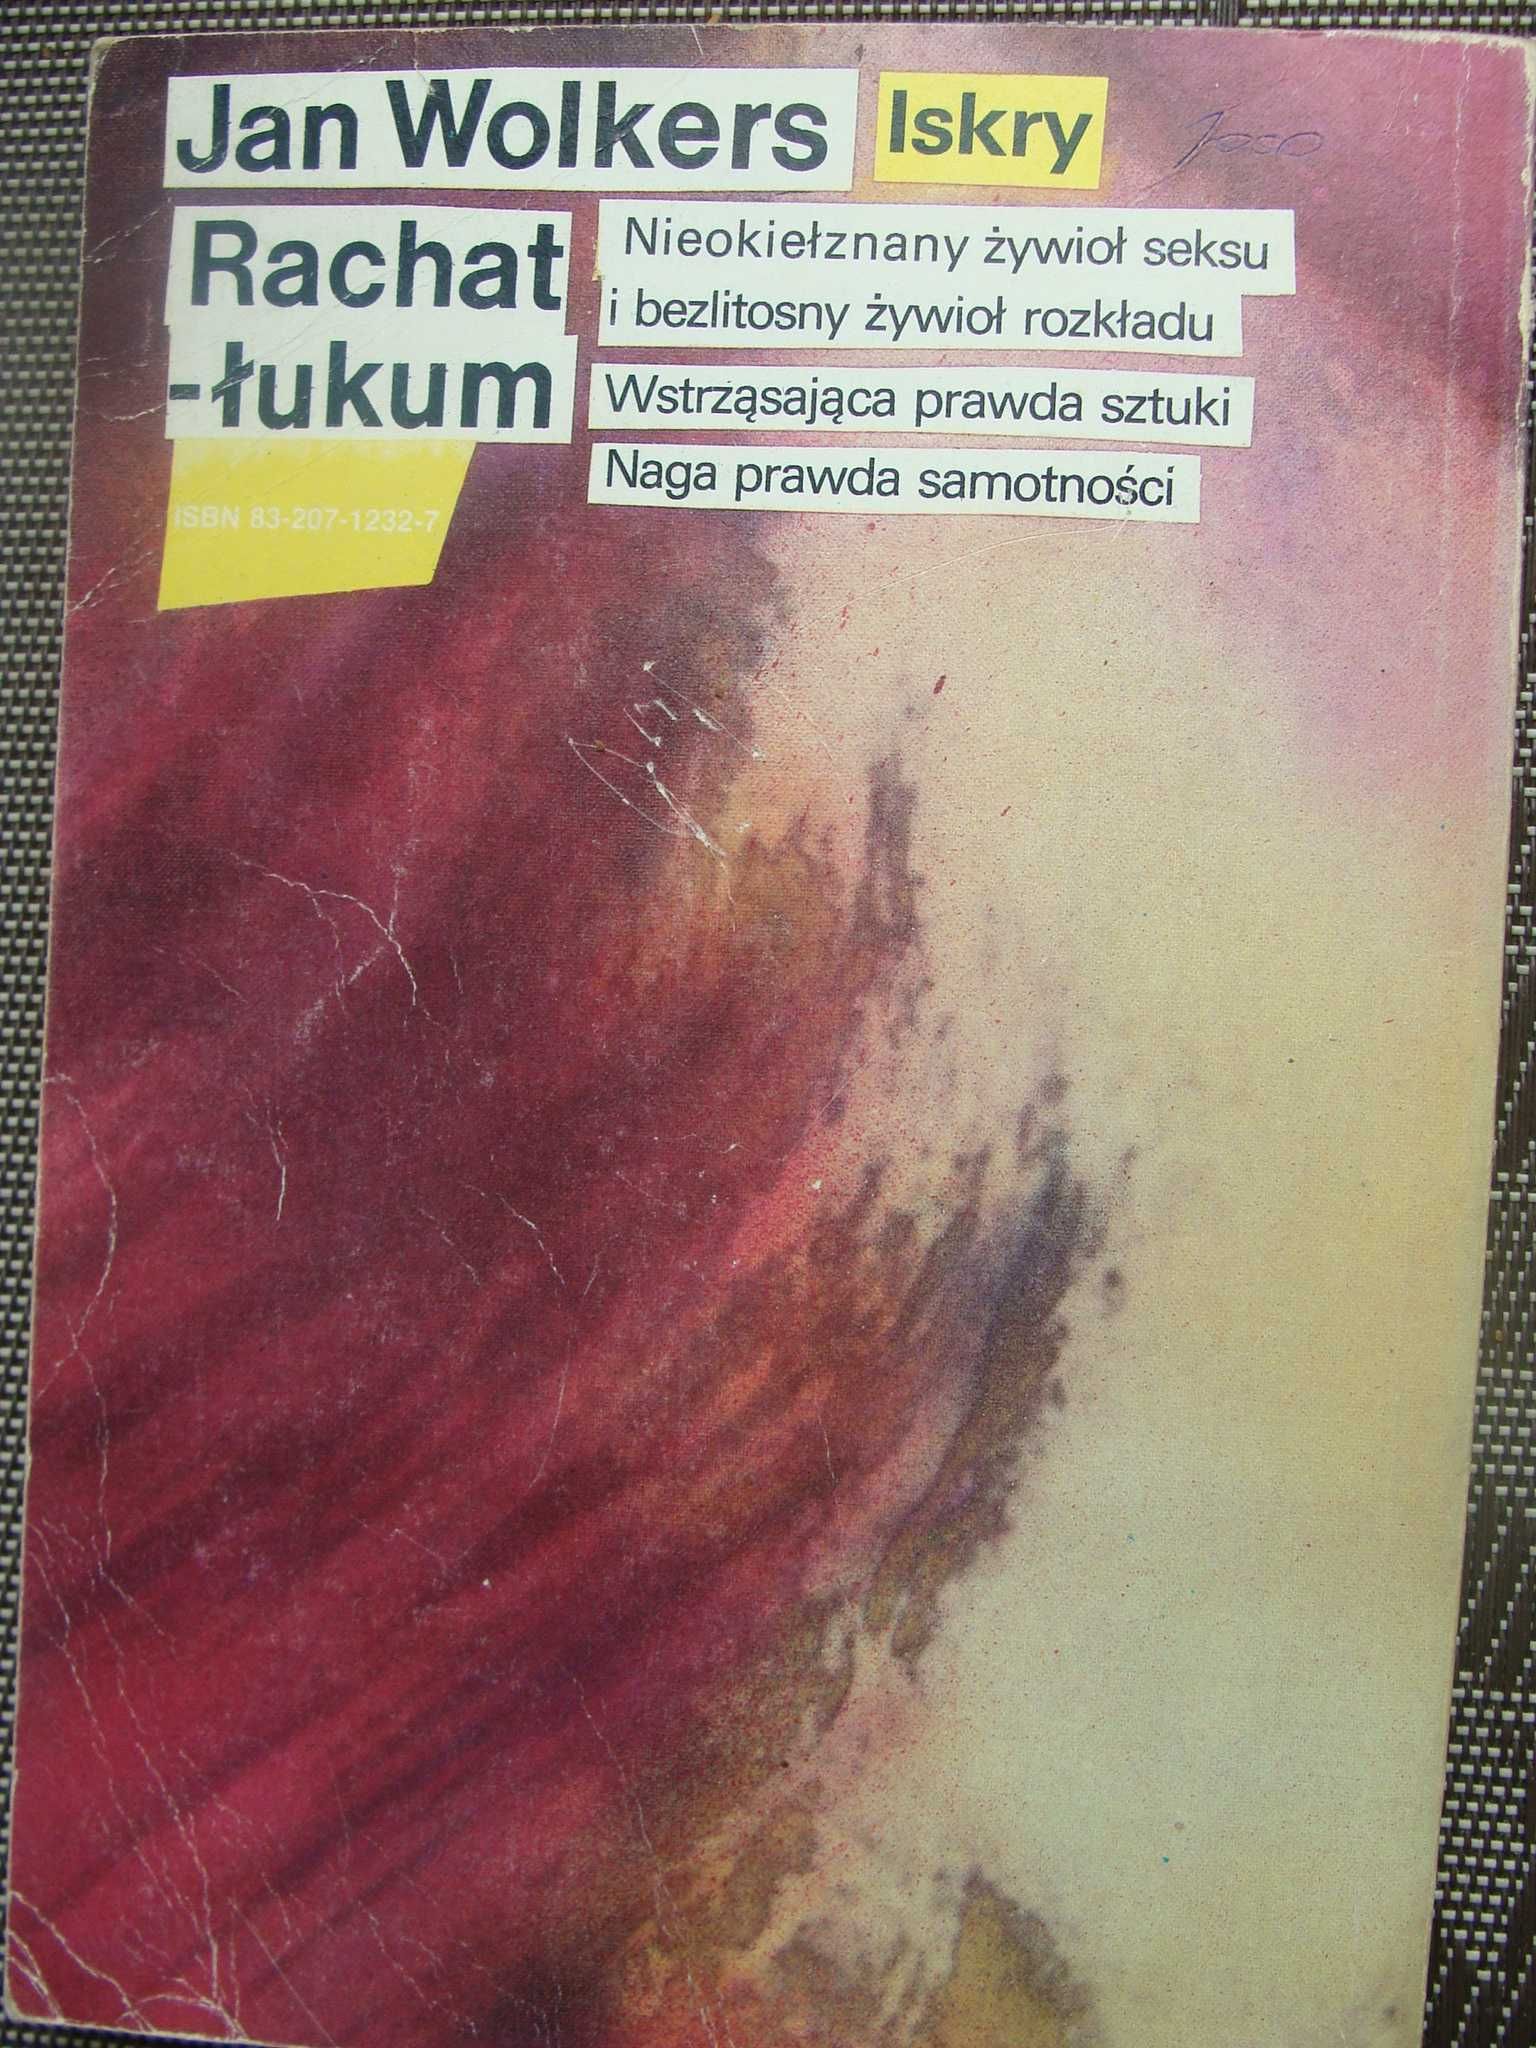 Jan Wolkers
Iskry
Rachat
-łukum
Nieokiełznany żywioł seksu
i bezlitosny żywioł rozkładu
Wstrząsająca prawda sztuki
Naga prawda samotności
ISBN 83-207-1232-7